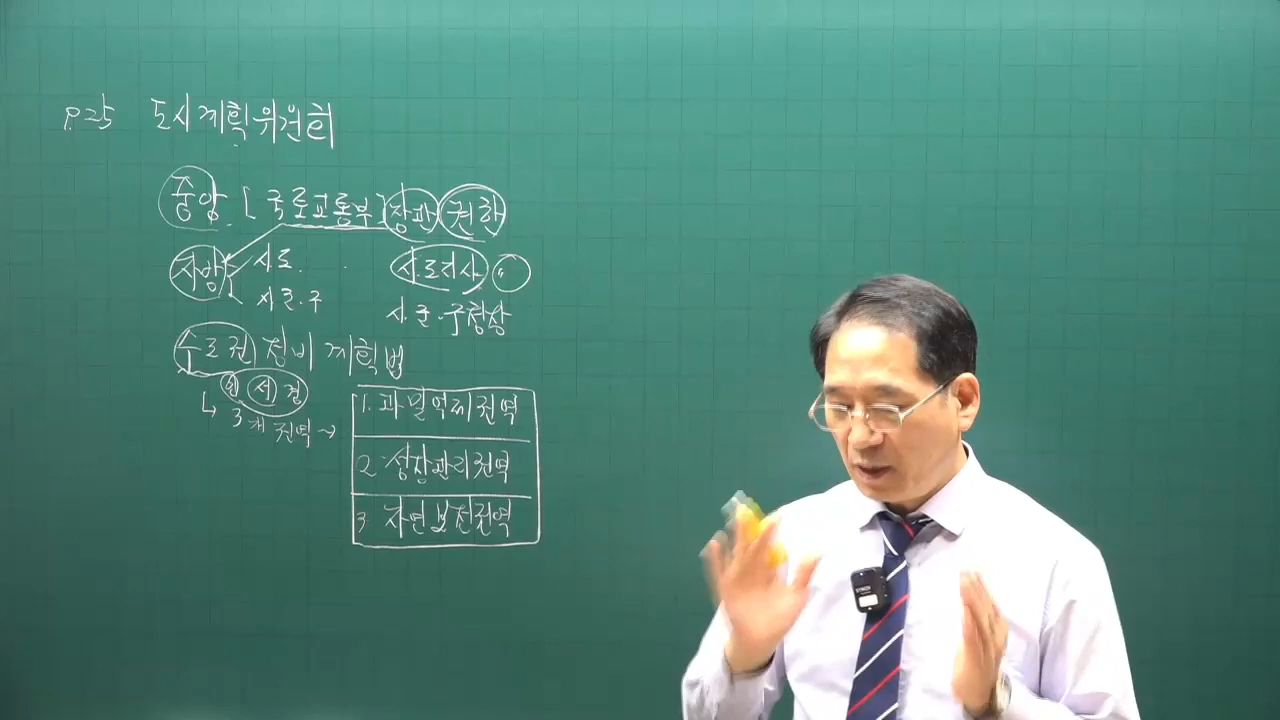 P.25 도시계획위원회
중앙 [국토교통부] 장관 권한
지방 시도. 시.도지사 "
시군.구 시.군.구청장
수도권정비계획법
인 서 경
↳ 3개 권역 →
1. 과밀억제권역
2. 성장관리권역
3 자연보전권역